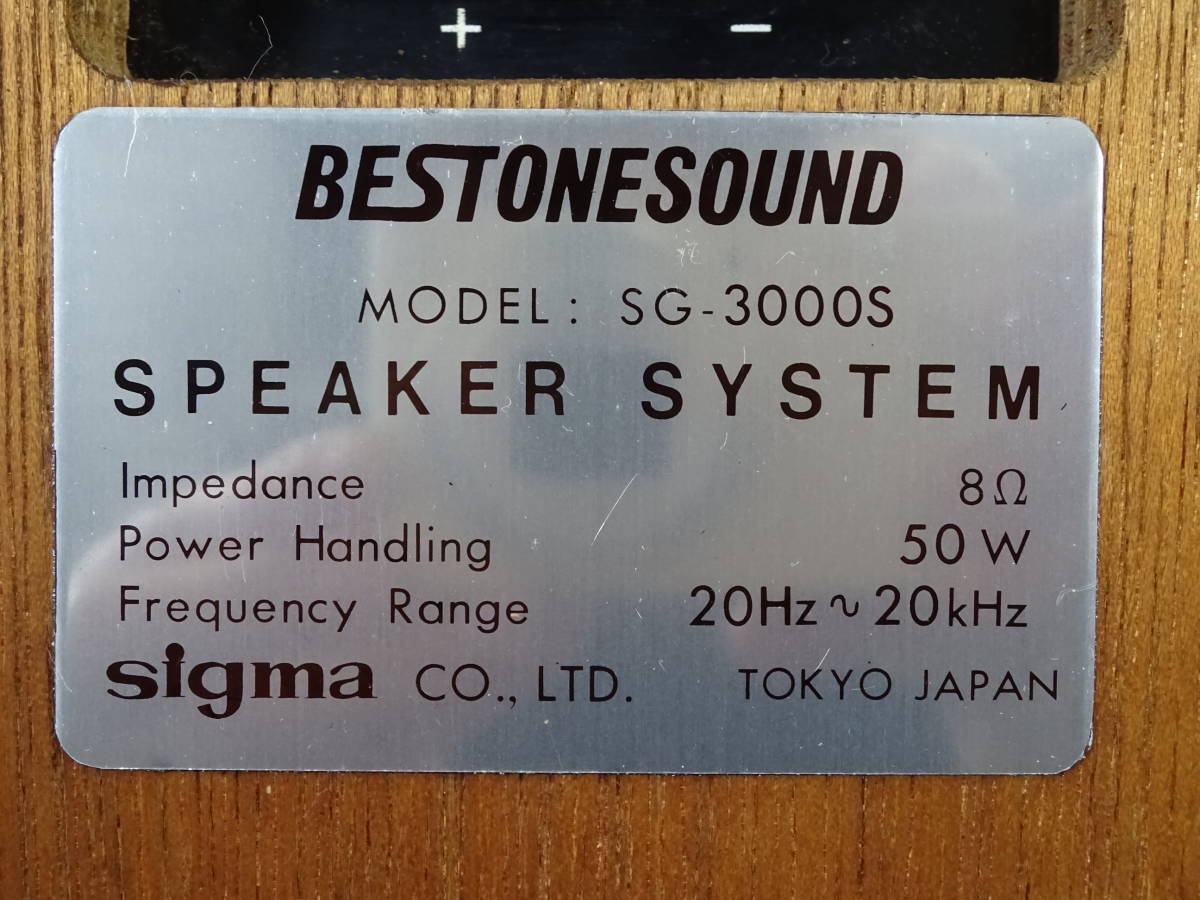 + −
BESTONESOUND
MODEL: SG-3000S
SPEAKER SYSTEM
Impedance 8Ω
Power Handling 50 W
Frequency Range 20Hz ~ 20kHz
sigma CO., LTD. TOKYO JAPAN